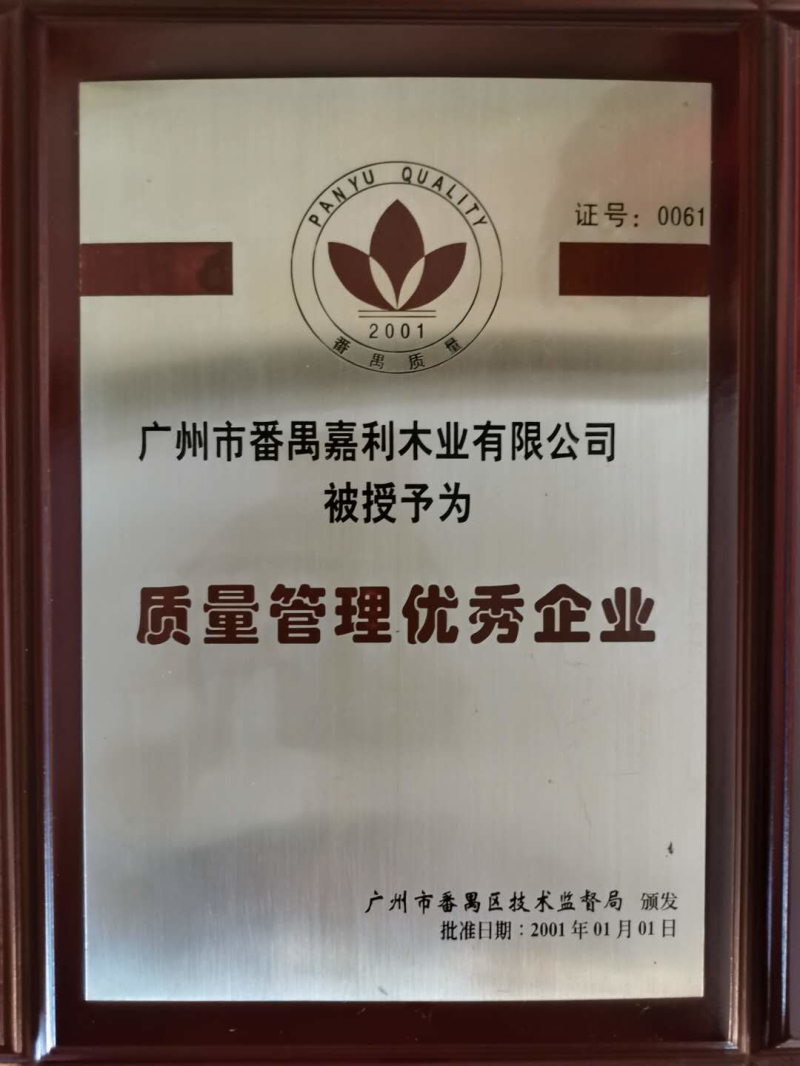 PANYU QUALITY
证号：0061
2001
番禺质量
广州市番禺嘉利木业有限公司
被授予为
质量管理优秀企业
广州市番禺区技术监督局 颁发
批准日期：2001年01月01日